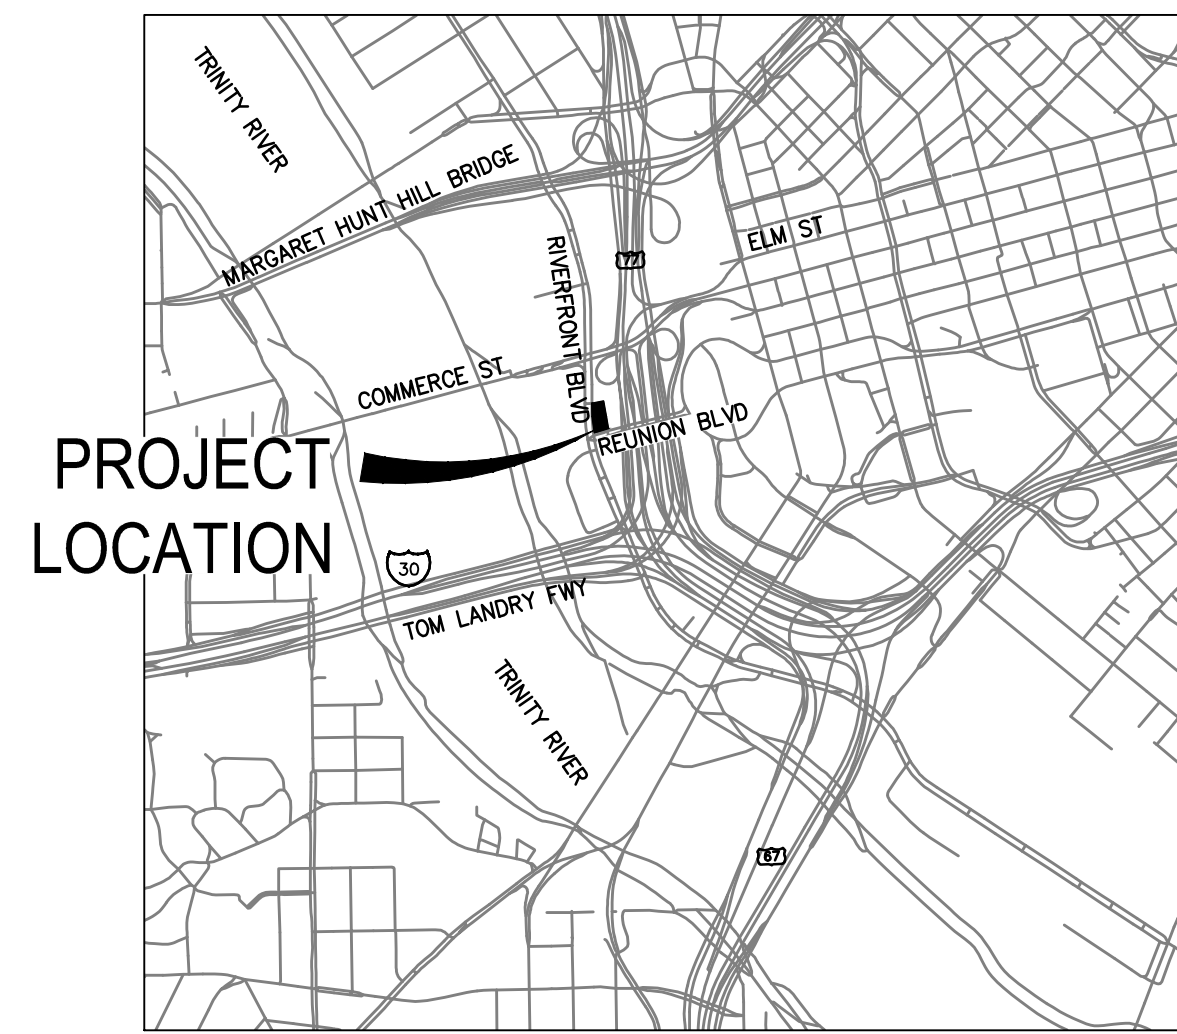 TRINITY RIVER
MARGARET HUNT HILL BRIDGE
ELM ST
RIVERFRONT BLVD
77
COMMERCE ST
REUNION BLVD
PROJECT
LOCATION
30
TOM LANDRY FWY
TRINITY RIVER
67